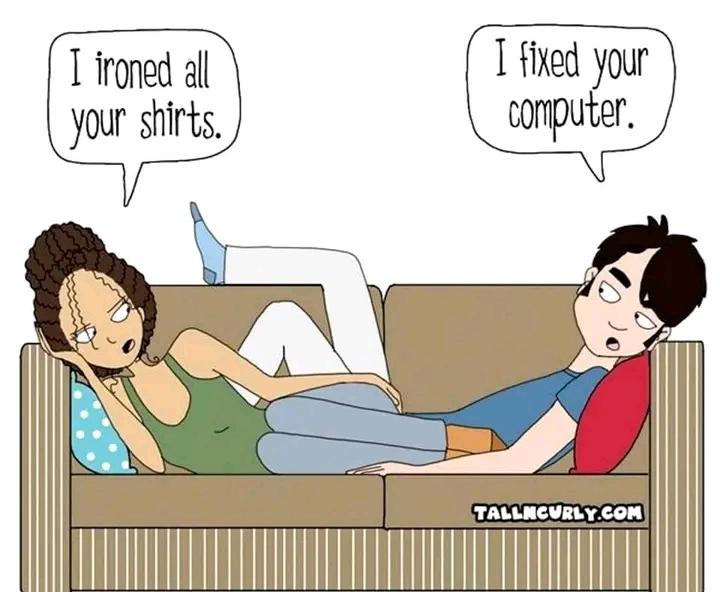 I ironed all
your shirts.
I fixed your
computer.
TALLNCURLY.COM